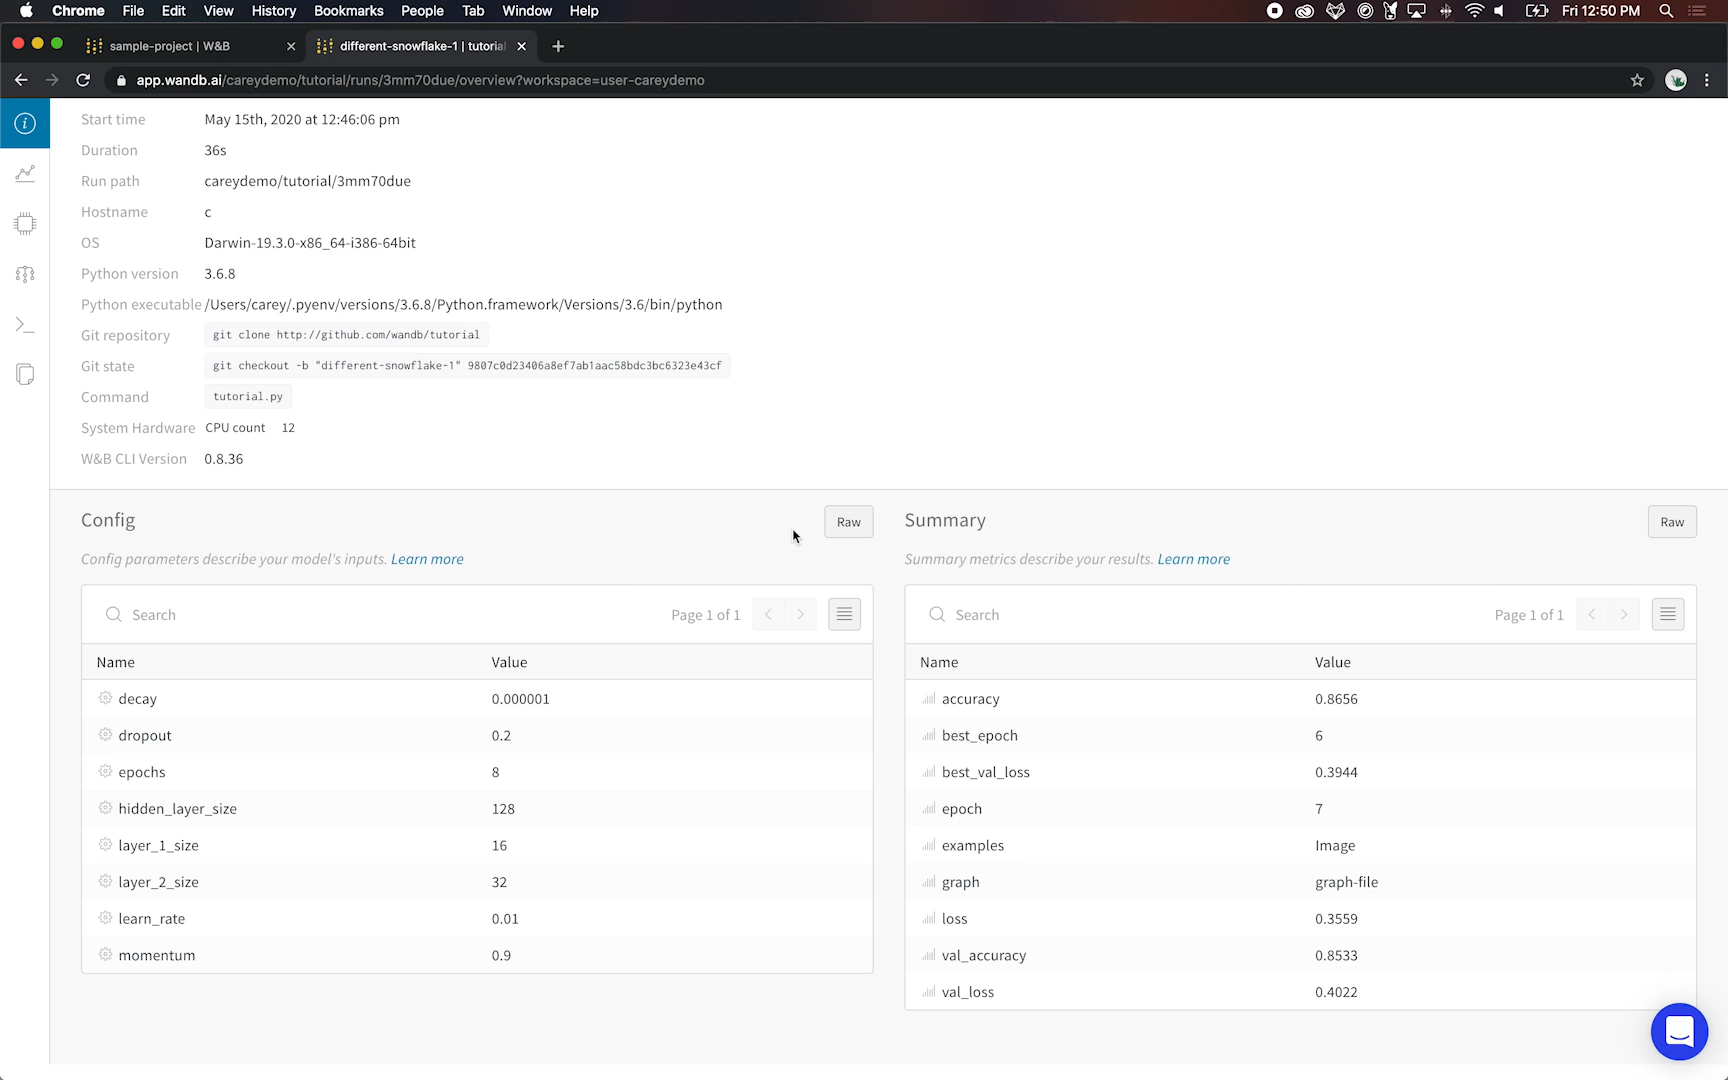 Chrome File Edit View History Bookmarks People Tab Window Help Fri 12:50 PM
sample-project | W&B different-snowflake-1 | tutorial
app.wandb.ai/careydemo/tutorial/runs/3mm70due/overview?workspace=user-careydemo
Start time May 15th, 2020 at 12:46:06 pm
Duration 36s
Run path careydemo/tutorial/3mm70due
Hostname c
OS Darwin-19.3.0-x86_64-i386-64bit
Python version 3.6.8
Python executable /Users/carey/.pyenv/versions/3.6.8/Python.framework/Versions/3.6/bin/python
Git repository git clone http://github.com/wandb/tutorial
Git state git checkout -b "different-snowflake-1" 9807c0d23406a8ef7ab1aac58bdc3bc6323e43cf
Command tutorial.py
System Hardware CPU count 12
W&B CLI Version 0.8.36
Config Raw
Config parameters describe your model's inputs. Learn more
Search Page 1 of 1
Name Value
decay 0.000001
dropout 0.2
epochs 8
hidden_layer_size 128
layer_1_size 16
layer_2_size 32
learn_rate 0.01
momentum 0.9
Summary Raw
Summary metrics describe your results. Learn more
Search Page 1 of 1
Name Value
accuracy 0.8656
best_epoch 6
best_val_loss 0.3944
epoch 7
examples Image
graph graph-file
loss 0.3559
val_accuracy 0.8533
val_loss 0.4022